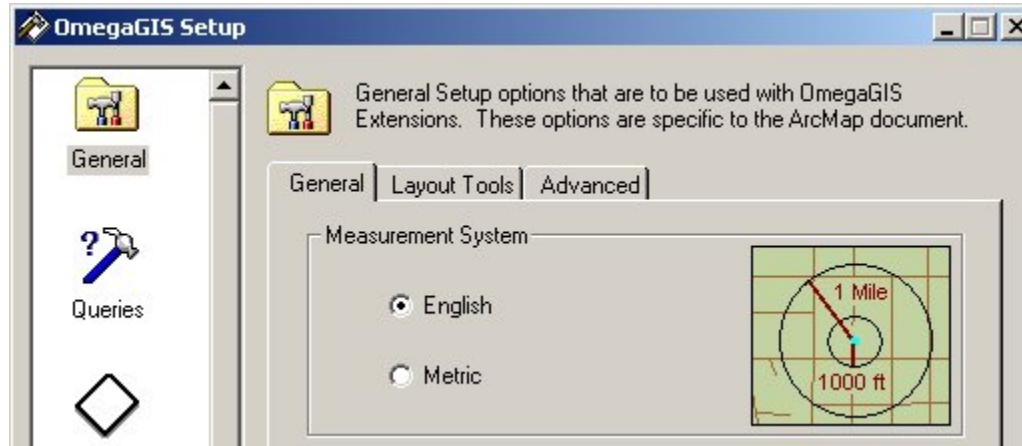 OmegaGIS Setup
General
Queries
General Setup options that are to be used with OmegaGIS
Extensions. These options are specific to the ArcMap document.
General
Layout Tools
Advanced
Measurement System
English
Metric
1 Mile
1000 ft